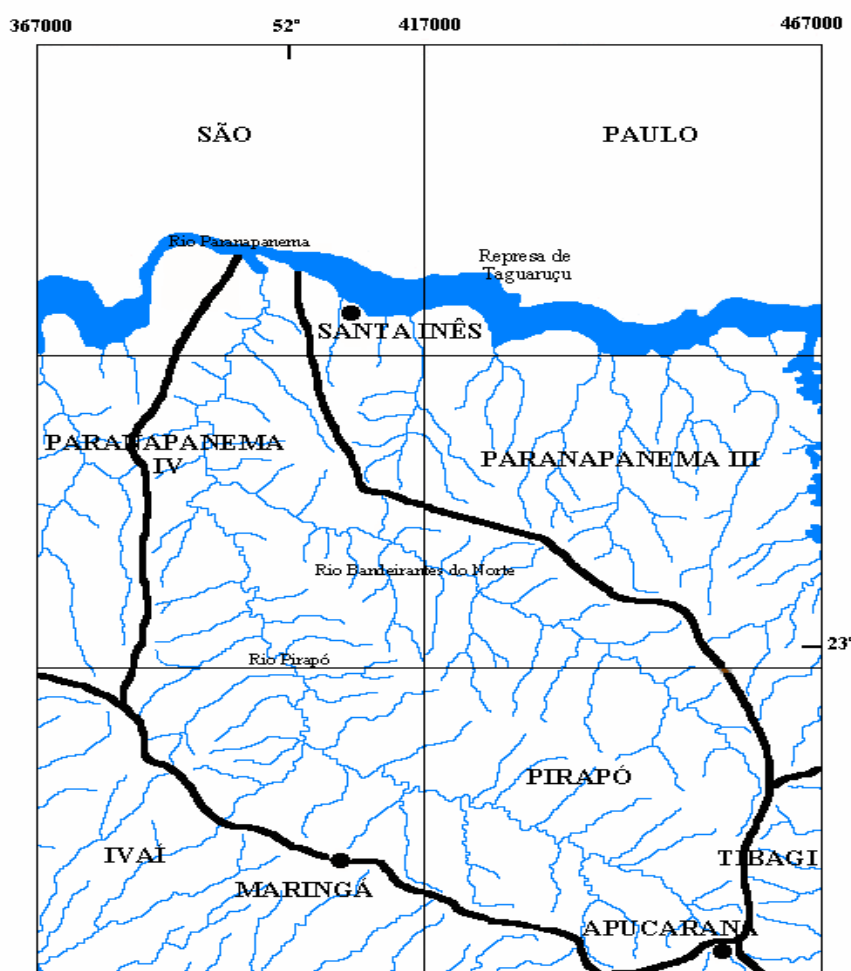 367000
52°
417000
467000
SÃO
PAULO
Rio Paranapanema
Represa de
Taguaruçu
SANTA INÊS
PARANAPANEMA
IV
PARANAPANEMA III
Rio Bandeirantes do Norte
23°
Rio Pirapó
PIRAPÓ
IVAÍ
TIBAGI
MARINGÁ
APUCARANA